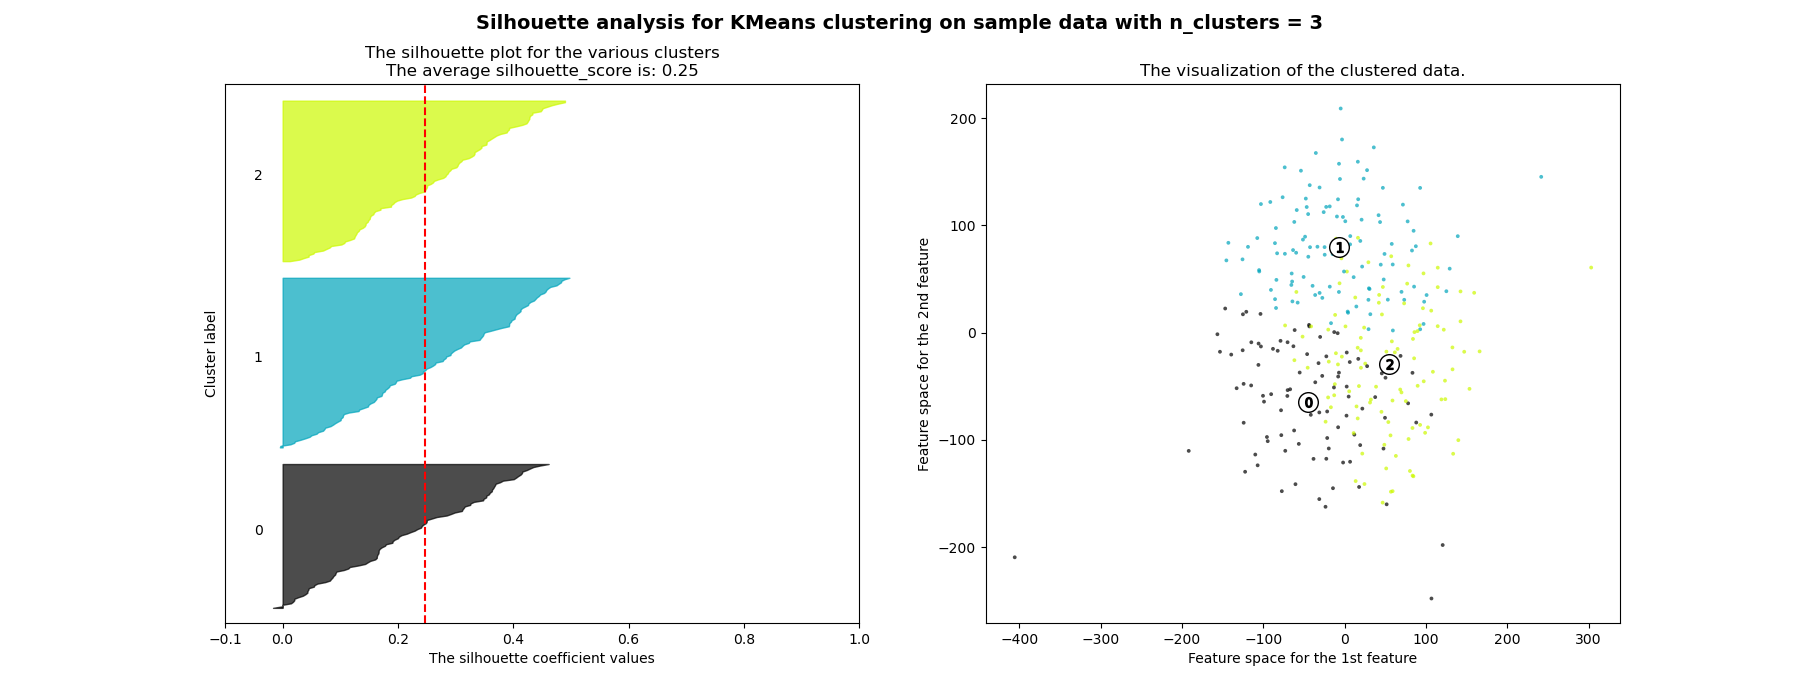 Silhouette analysis for KMeans clustering on sample data with n_clusters = 3
The silhouette plot for the various clusters
The average silhouette_score is: 0.25
Cluster label
2
1
0
−0.1 0.0 0.2 0.4 0.6 0.8 1.0
The silhouette coefficient values
The visualization of the clustered data.
Feature space for the 2nd feature
200
100
0
−100
−200
1
2
0
−400 −300 −200 −100 0 100 200 300
Feature space for the 1st feature